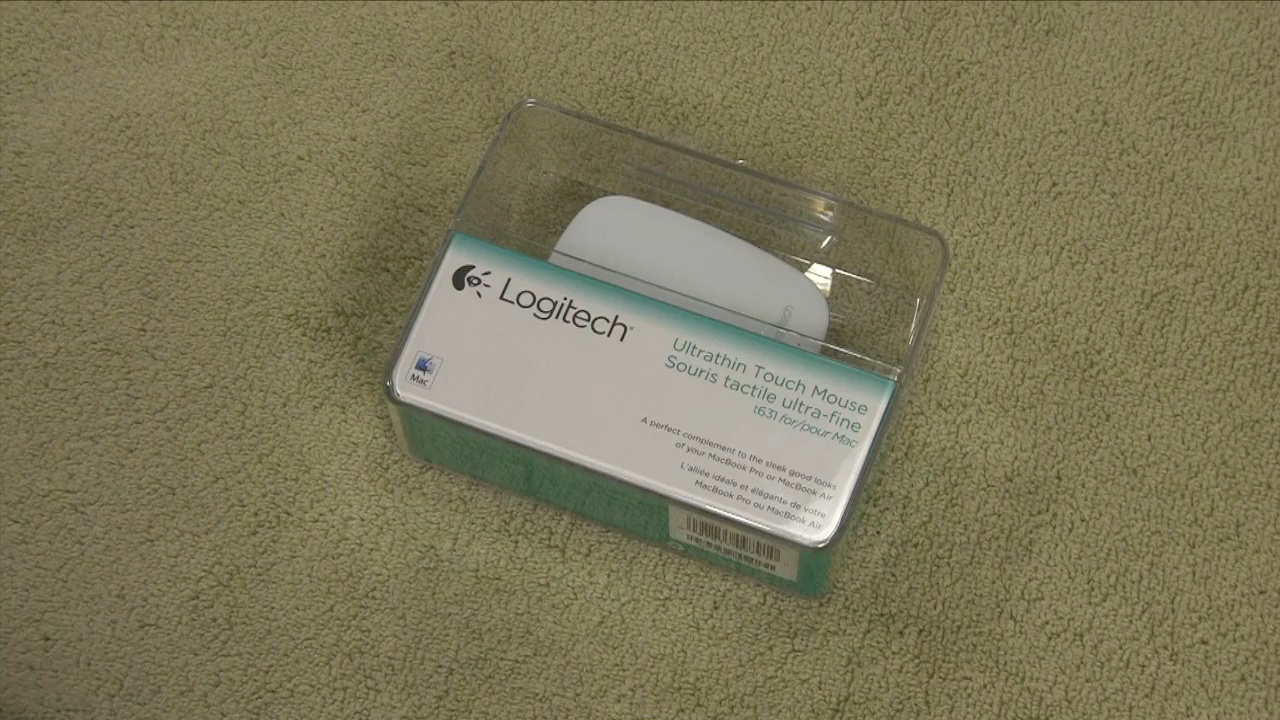 Logitech
Mac
Ultrathin Touch Mouse
Souris tactile ultra-fine
t631 for/pour Mac
A perfect complement to the sleek good looks
of your MacBook Pro or MacBook Air
L'alliée idéale et élégante de votre
MacBook Pro ou MacBook Air